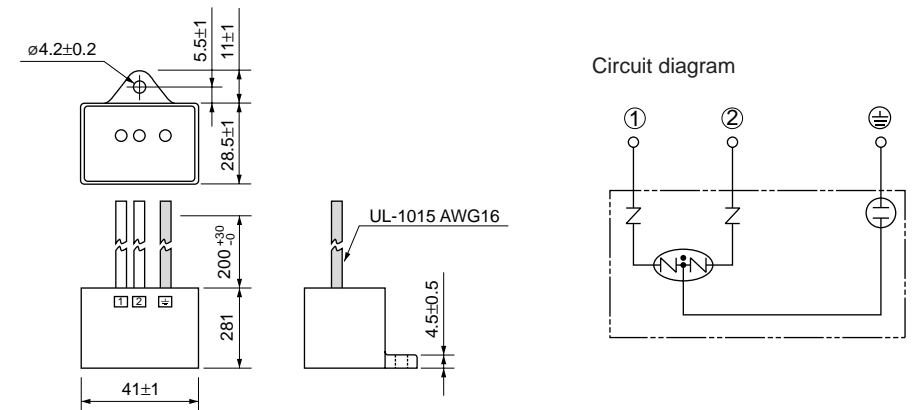 ø4.2±0.2
5.5±1
11±1
28.5±1
Circuit diagram
1
2
UL-1015 AWG16
200 +30 -0
1
2
281
4.5±0.5
41±1